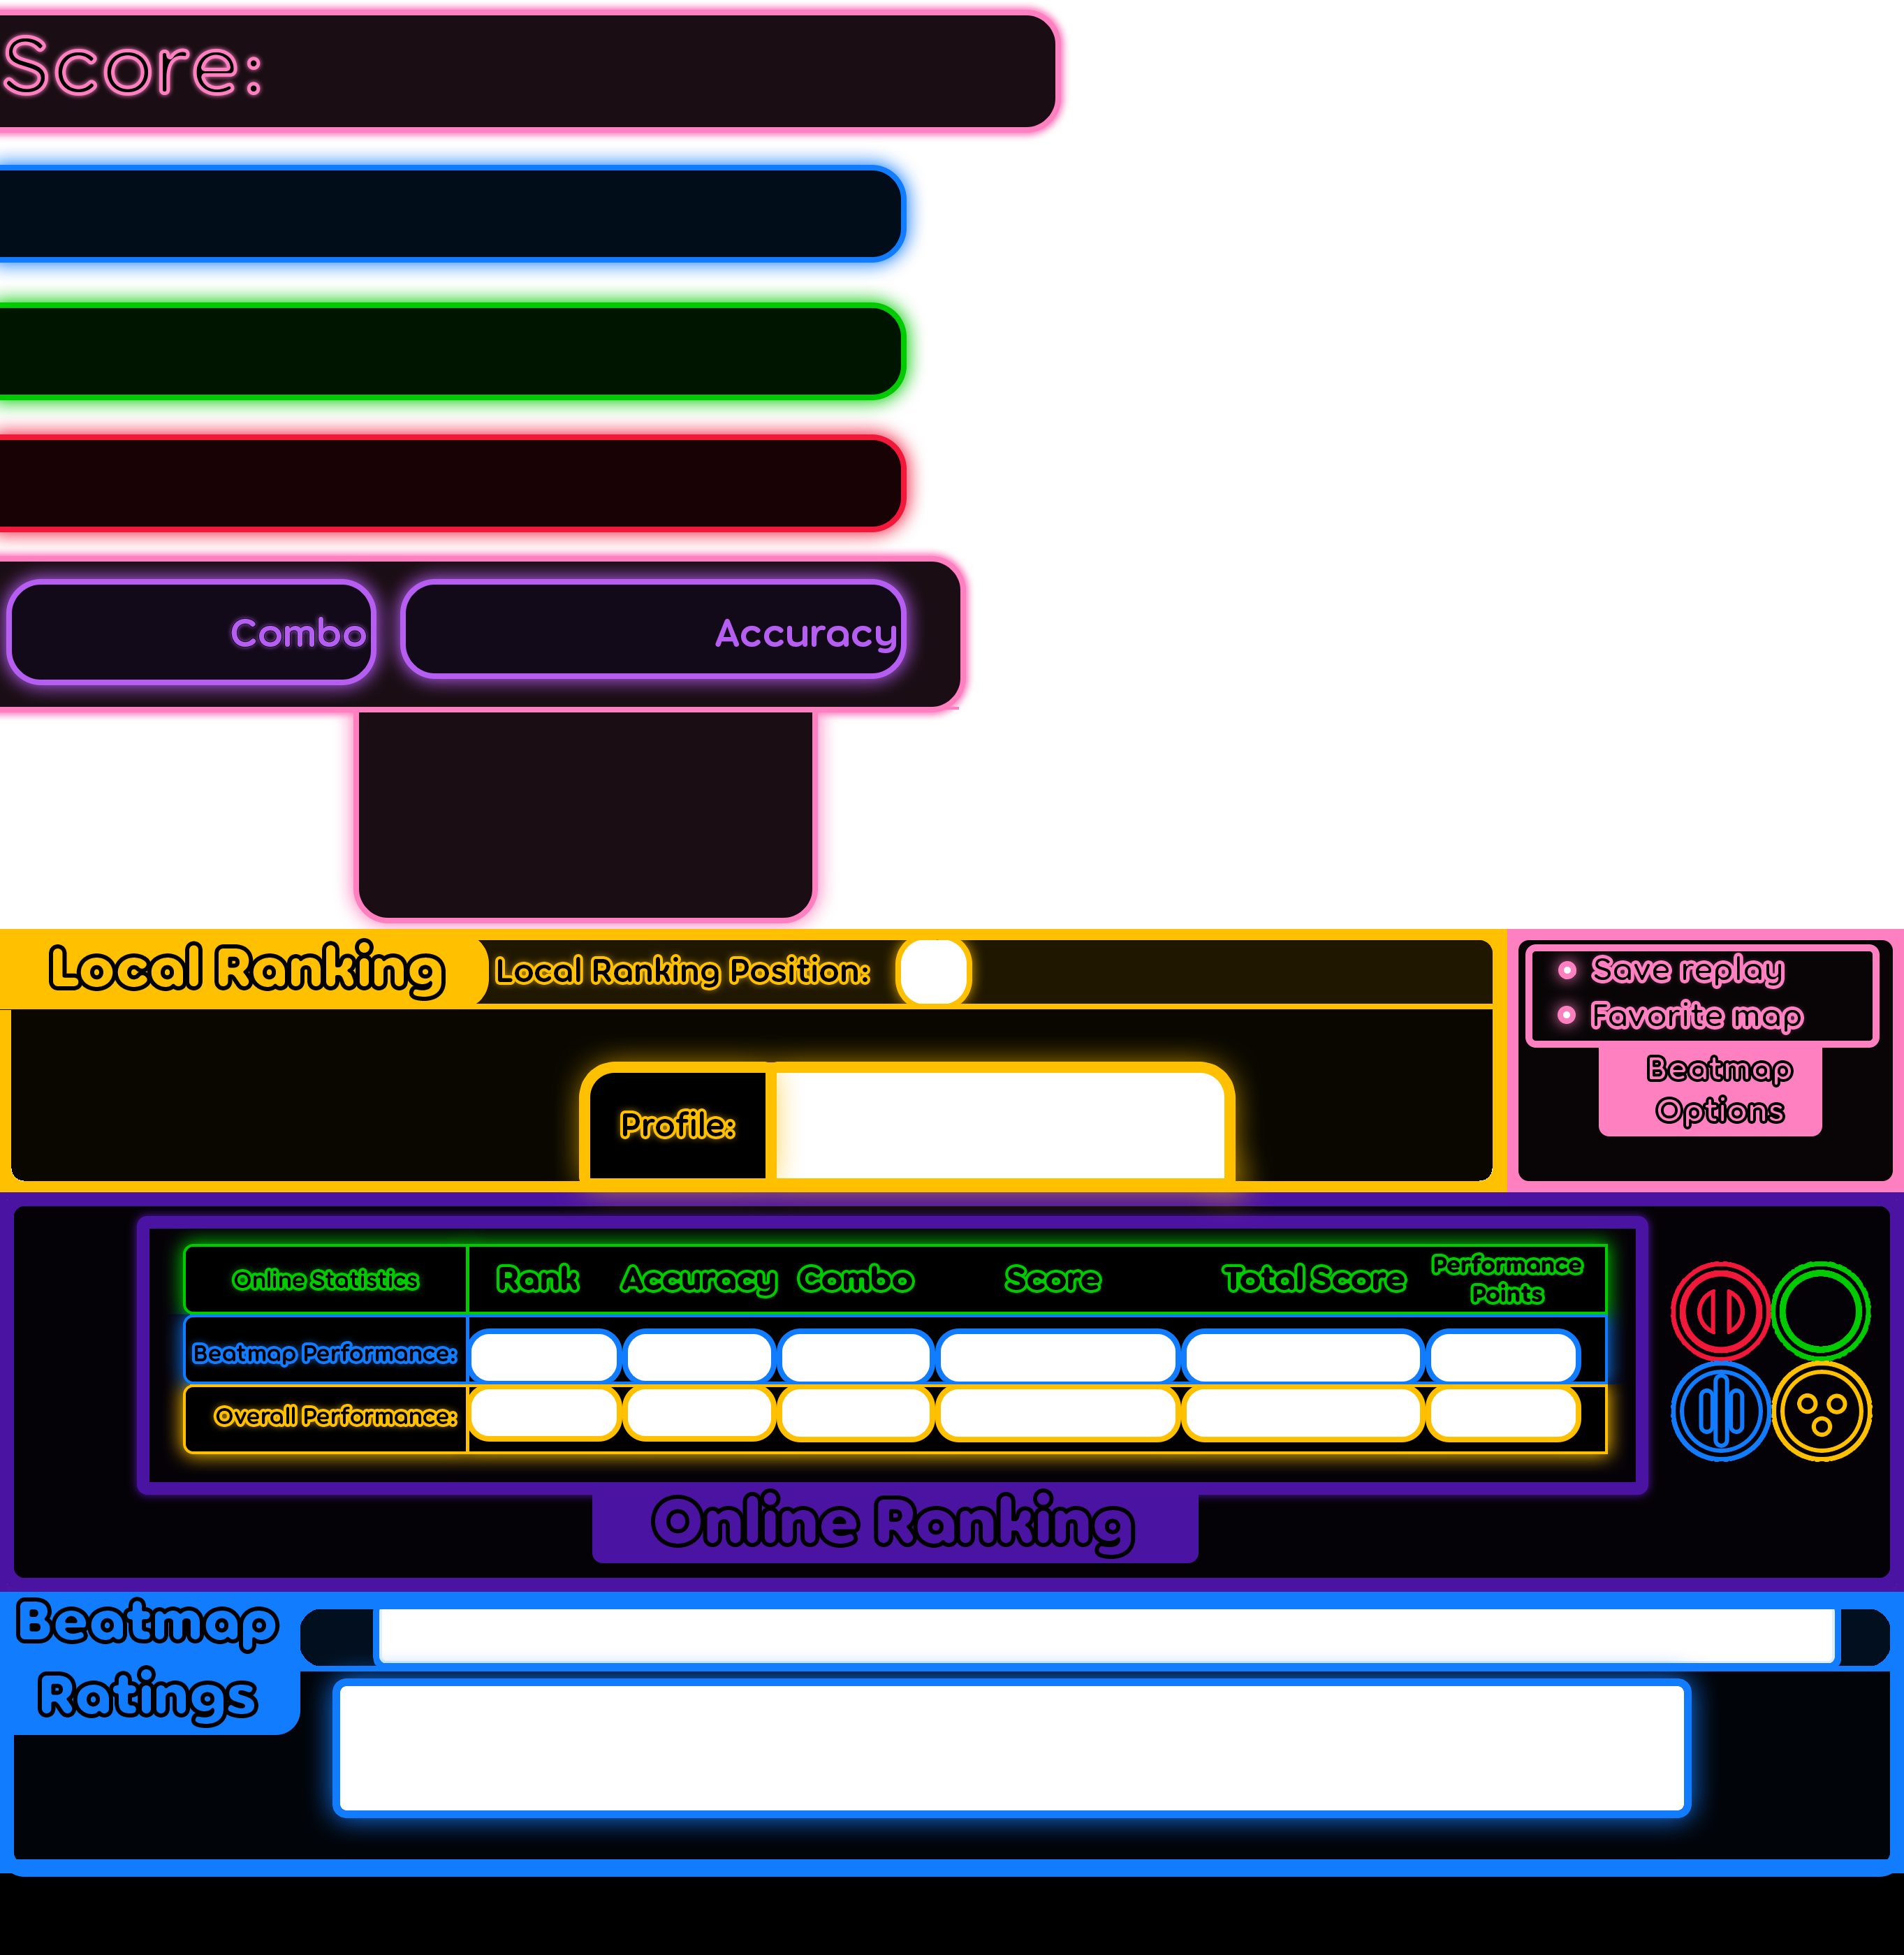 Score:
Combo
Accuracy
Local Ranking
Local Ranking Position:
Save replay
Favorite map
Beatmap
Options
Profile:
Online Statistics
Rank
Accuracy
Combo
Score
Total Score
Performance
Points
Beatmap Performance:
Overall Performance:
Online Ranking
Beatmap
Ratings